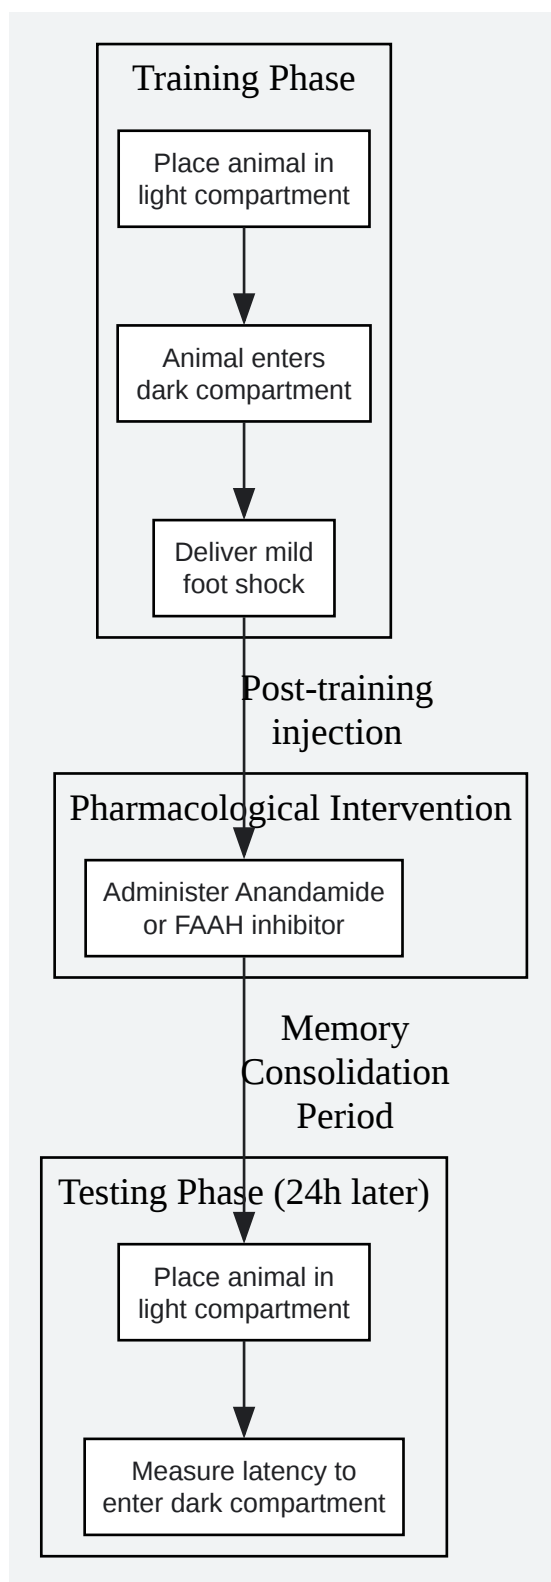 Training Phase
Place animal in
light compartment
Animal enters
dark compartment
Deliver mild
foot shock
Post-training
injection
Pharmacological Intervention
Administer Anandamide
or FAAH inhibitor
Memory
Consolidation
Period
Testing Phase (24h later)
Place animal in
light compartment
Measure latency to
enter dark compartment